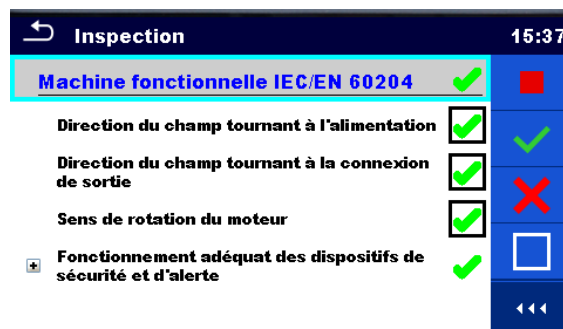 Inspection
15:37
Machine fonctionnelle IEC/EN 60204
Direction du champ tournant à l'alimentation
Direction du champ tournant à la connexion
de sortie
Sens de rotation du moteur
Fonctionnement adéquat des dispositifs de
sécurité et d'alerte